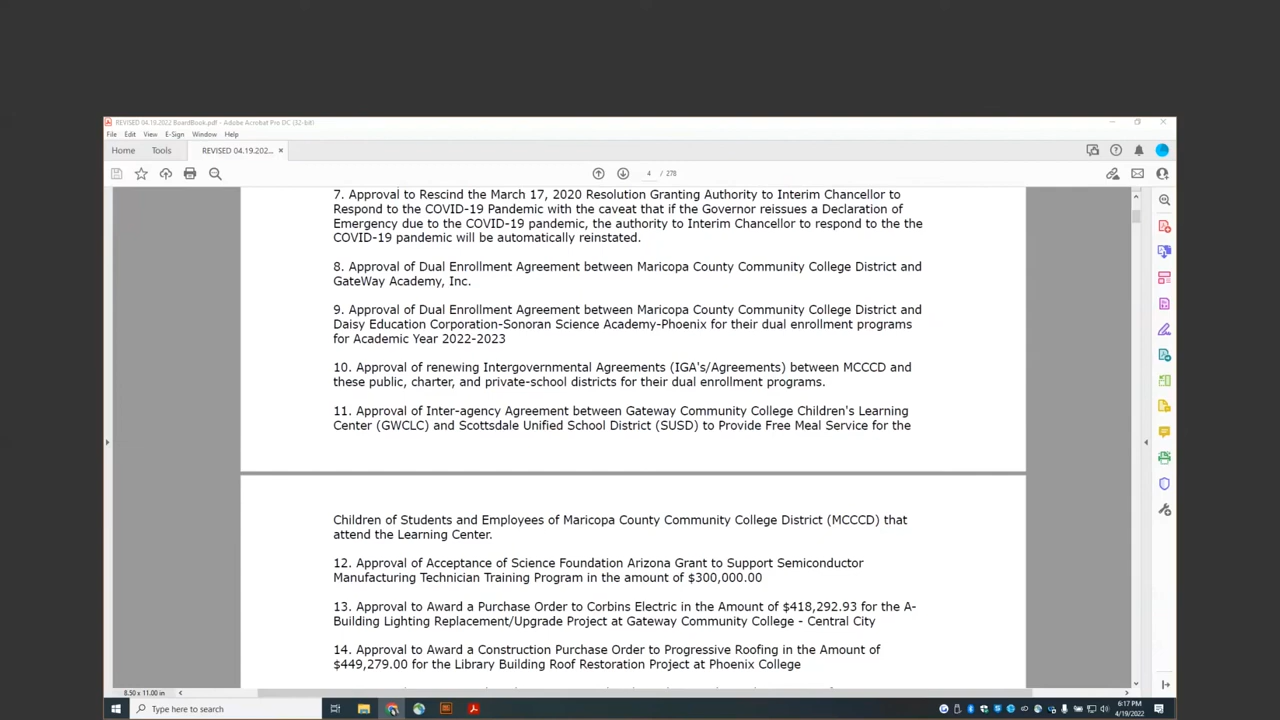 REVISED 04.19.2022 BoardBook.pdf - Adobe Acrobat Pro DC (32-bit)
File Edit View E-Sign Window Help
Home Tools REVISED 04.19.202... ×
4 / 278
7. Approval to Rescind the March 17, 2020 Resolution Granting Authority to Interim Chancellor to
Respond to the COVID-19 Pandemic with the caveat that if the Governor reissues a Declaration of
Emergency due to the COVID-19 pandemic, the authority to Interim Chancellor to respond to the the
COVID-19 pandemic will be automatically reinstated.
8. Approval of Dual Enrollment Agreement between Maricopa County Community College District and
GateWay Academy, Inc.
9. Approval of Dual Enrollment Agreement between Maricopa County Community College District and
Daisy Education Corporation-Sonoran Science Academy-Phoenix for their dual enrollment programs
for Academic Year 2022-2023
10. Approval of renewing Intergovernmental Agreements (IGA's/Agreements) between MCCCD and
these public, charter, and private-school districts for their dual enrollment programs.
11. Approval of Inter-agency Agreement between Gateway Community College Children's Learning
Center (GWCLC) and Scottsdale Unified School District (SUSD) to Provide Free Meal Service for the
Children of Students and Employees of Maricopa County Community College District (MCCCD) that
attend the Learning Center.
12. Approval of Acceptance of Science Foundation Arizona Grant to Support Semiconductor
Manufacturing Technician Training Program in the amount of $300,000.00
13. Approval to Award a Purchase Order to Corbins Electric in the Amount of $418,292.93 for the A-
Building Lighting Replacement/Upgrade Project at Gateway Community College - Central City
14. Approval to Award a Construction Purchase Order to Progressive Roofing in the Amount of
$449,279.00 for the Library Building Roof Restoration Project at Phoenix College
8.50 x 11.00 in
Type here to search
6:17 PM
4/19/2022